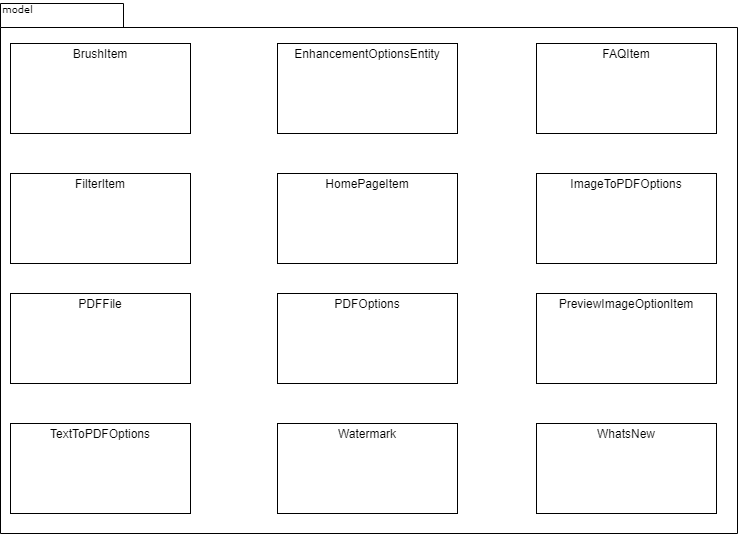 model
BrushItem
EnhancementOptionsEntity
FAQItem
FilterItem
HomePageItem
ImageToPDFOptions
PDFFile
PDFOptions
PreviewImageOptionItem
TextToPDFOptions
Watermark
WhatsNew